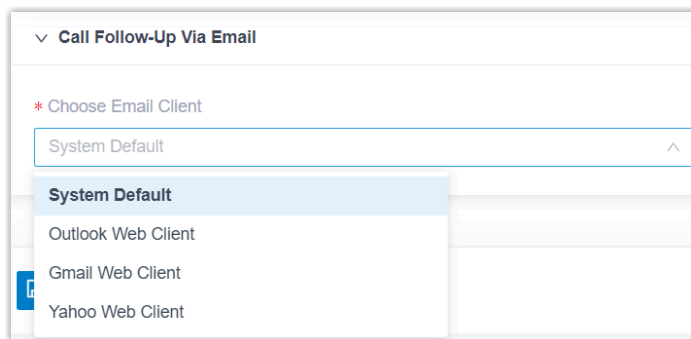 Call Follow-Up Via Email
* Choose Email Client
System Default
System Default
Outlook Web Client
Gmail Web Client
Yahoo Web Client